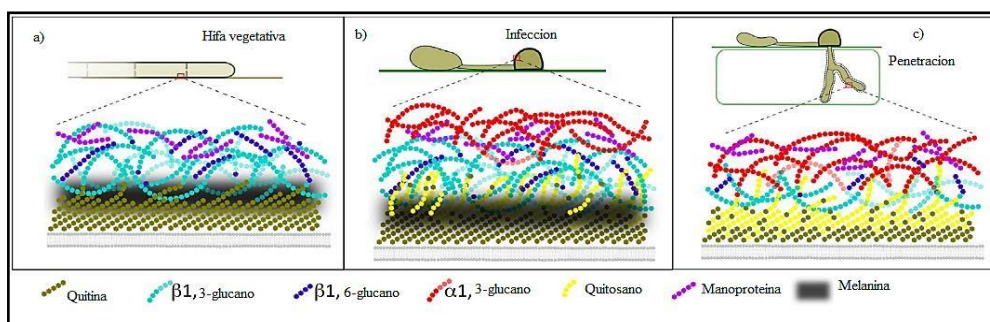 a)
Hifa vegetativa
b)
Infeccion
c)
Penetracion
Quitina
β1,3-glucano
β1,6-glucano
α1,3-glucano
Quitosano
Manoproteina
Melanina